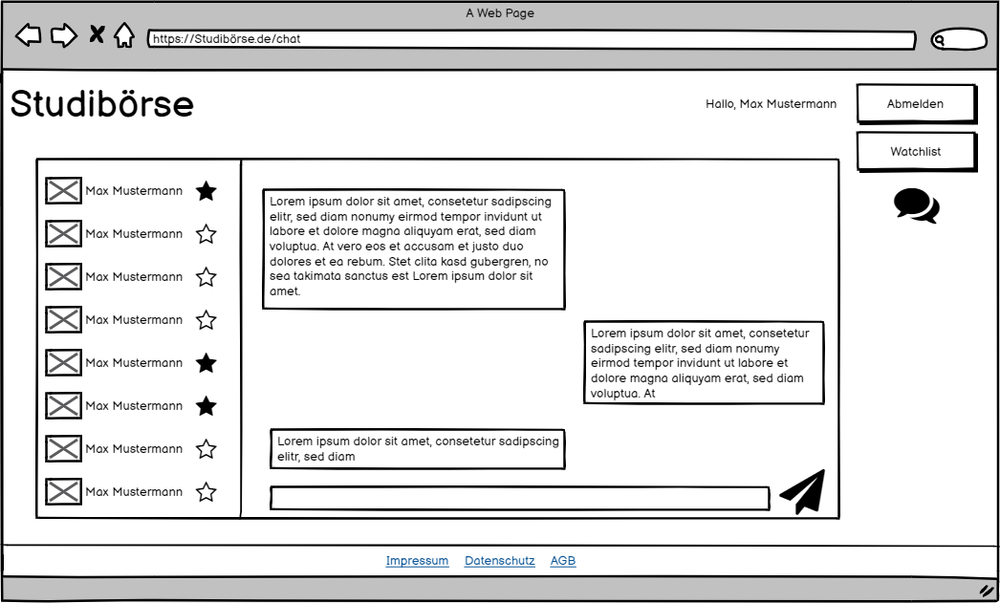 A Web Page
https://Studibörse.de/chat
Studibörse
Hallo, Max Mustermann
Abmelden
Watchlist
Max Mustermann
Max Mustermann
Max Mustermann
Max Mustermann
Max Mustermann
Max Mustermann
Max Mustermann
Max Mustermann
Lorem ipsum dolor sit amet, consetetur sadipscing
elitr, sed diam nonumy eirmod tempor invidunt ut
labore et dolore magna aliquyam erat, sed diam
voluptua. At vero eos et accusam et justo duo
dolores et ea rebum. Stet clita kasd gubergren, no
sea takimata sanctus est Lorem ipsum dolor sit
amet.
Lorem ipsum dolor sit amet, consetetur
sadipscing elitr, sed diam nonumy
eirmod tempor invidunt ut labore et
dolore magna aliquyam erat, sed diam
voluptua. At
Lorem ipsum dolor sit amet, consetetur sadipscing
elitr, sed diam
Impressum Datenschutz AGB